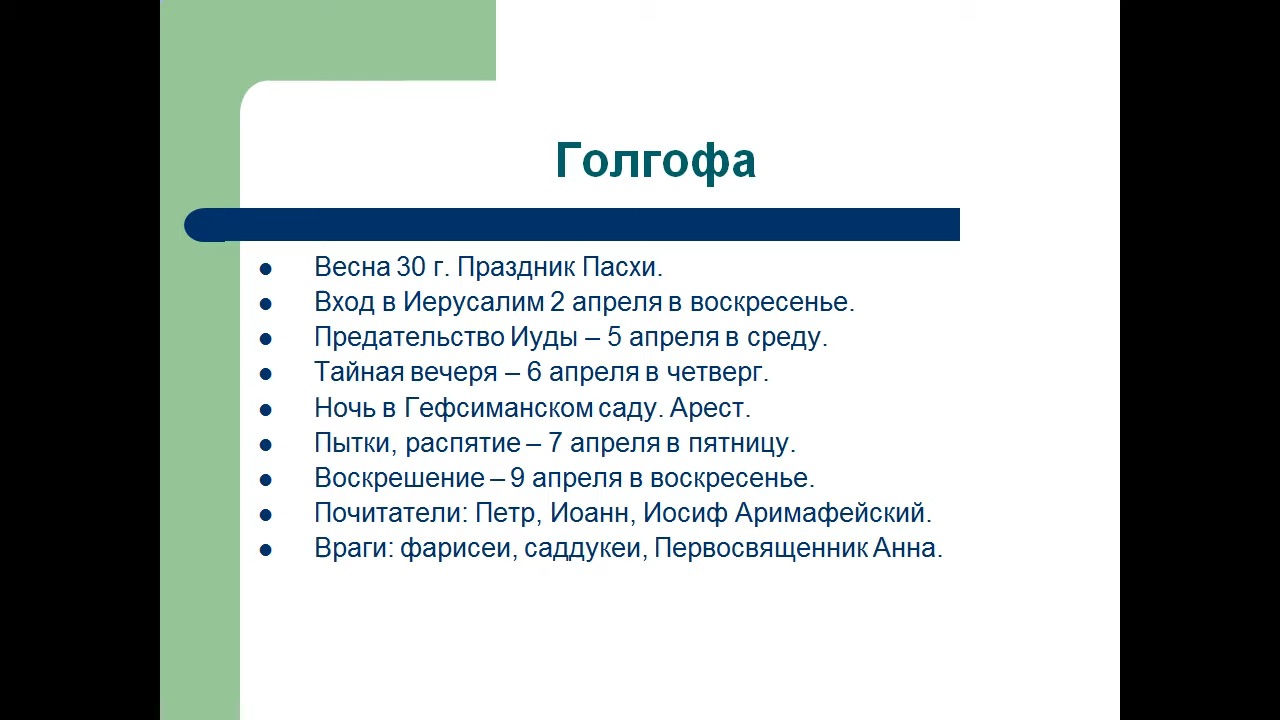 Голгофа
Весна 30 г. Праздник Пасхи.
Вход в Иерусалим 2 апреля в воскресенье.
Предательство Иуды – 5 апреля в среду.
Тайная вечеря – 6 апреля в четверг.
Ночь в Гефсиманском саду. Арест.
Пытки, распятие – 7 апреля в пятницу.
Воскрешение – 9 апреля в воскресенье.
Почитатели: Петр, Иоанн, Иосиф Аримафейский.
Враги: фарисеи, саддукеи, Первосвященник Анна.